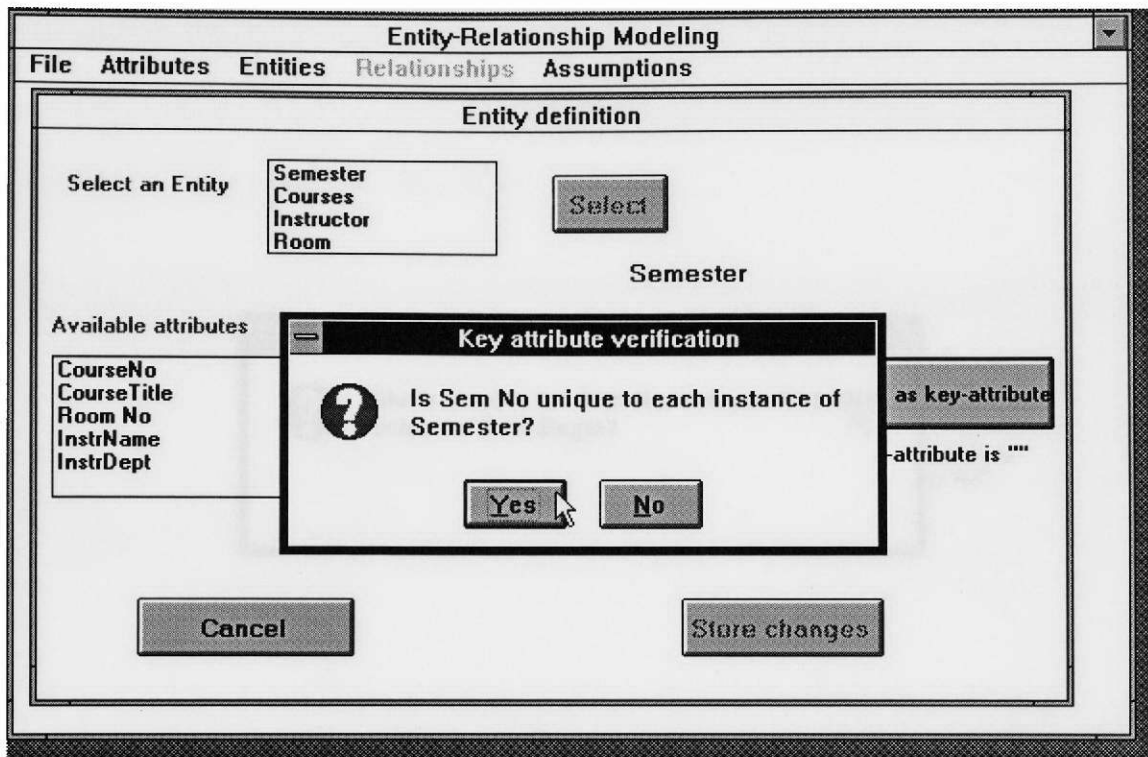 Entity-Relationship Modeling
File Attributes Entities Relationships Assumptions
Entity definition
Select an Entity
Semester
Courses
Instructor
Room
Select
Semester
Available attributes
CourseNo
CourseTitle
Room No
InstrName
InstrDept
Key attribute verification
Is Sem No unique to each instance of
Semester?
Yes
No
as key-attribute
-attribute is ""
Cancel
Store changes